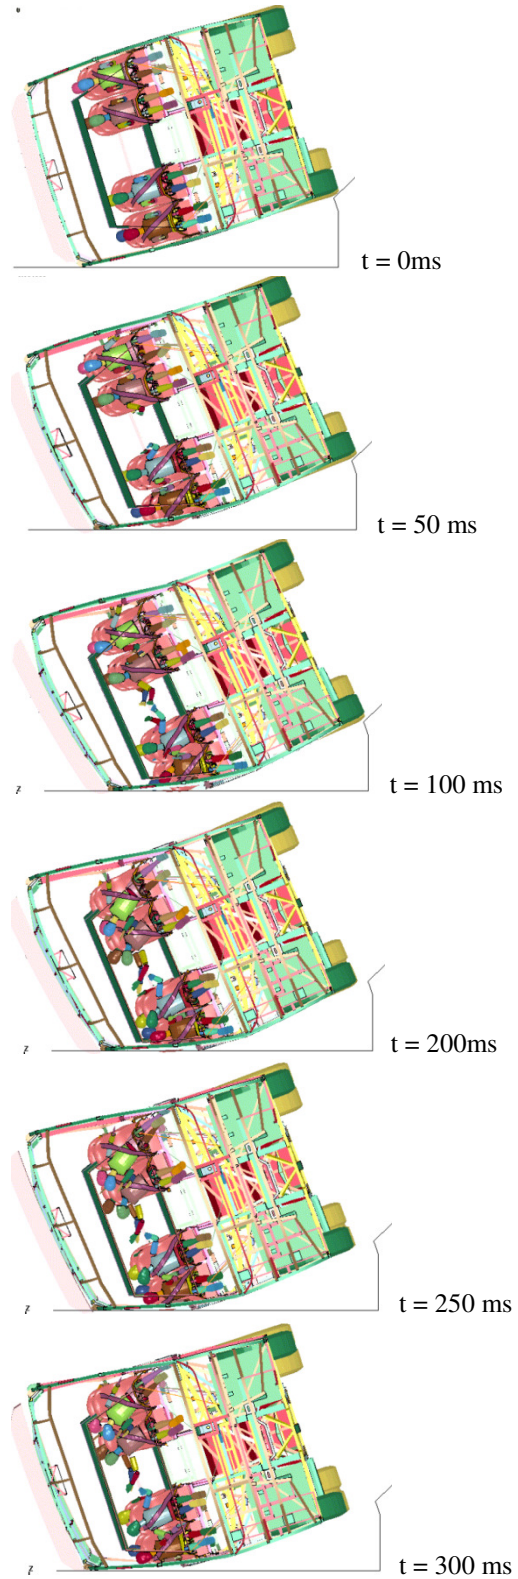 t = 0ms
t = 50 ms
t = 100 ms
t = 200ms
t = 250 ms
t = 300 ms